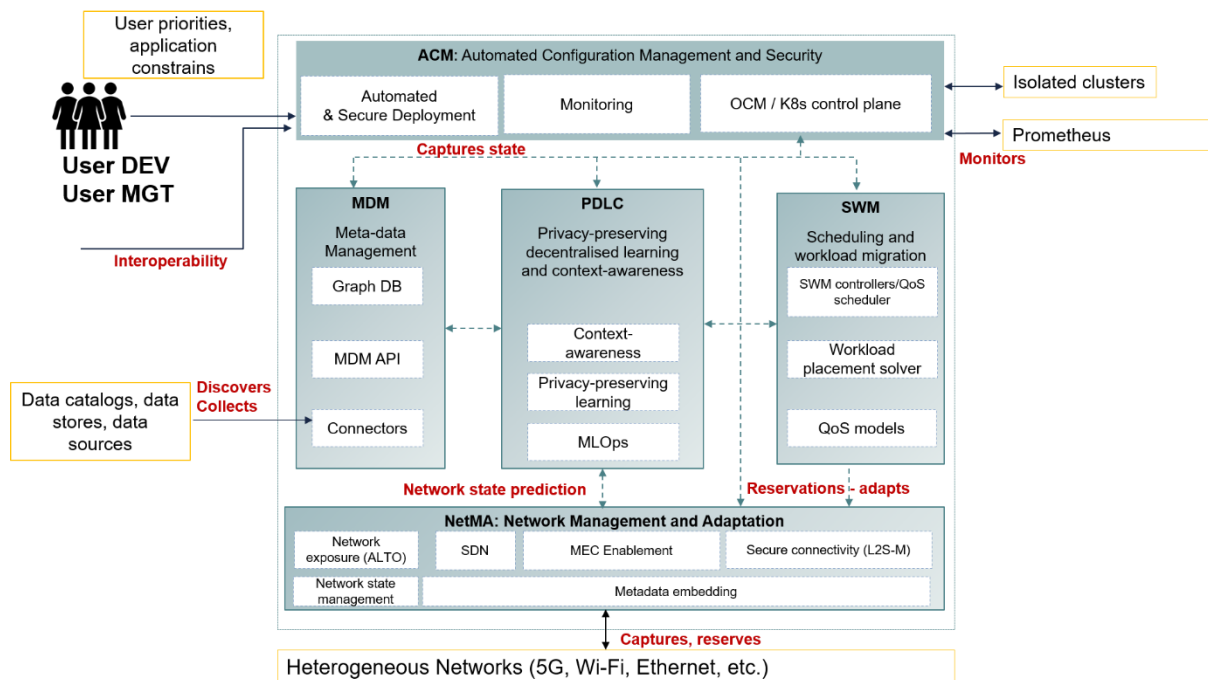 User priorities,
application
constrains
User DEV
User MGT
Interoperability
ACM: Automated Configuration Management and Security
Automated
& Secure Deployment
Monitoring
OCM / K8s control plane
Isolated clusters
Prometheus
Monitors
Captures state
MDM
Meta-data
Management
Graph DB
MDM API
Connectors
Discovers
Collects
Data catalogs, data
stores, data
sources
PDLC
Privacy-preserving
decentralised learning
and context-awareness
Context-
awareness
Privacy-preserving
learning
MLOps
SWM
Scheduling and
workload migration
SWM controllers/QoS
scheduler
Workload
placement solver
QoS models
Network state prediction
Reservations - adapts
NetMA: Network Management and Adaptation
Network
exposure (ALTO)
SDN
MEC Enablement
Secure connectivity (L2S-M)
Network state
management
Metadata embedding
Captures, reserves
Heterogeneous Networks (5G, Wi-Fi, Ethernet, etc.)